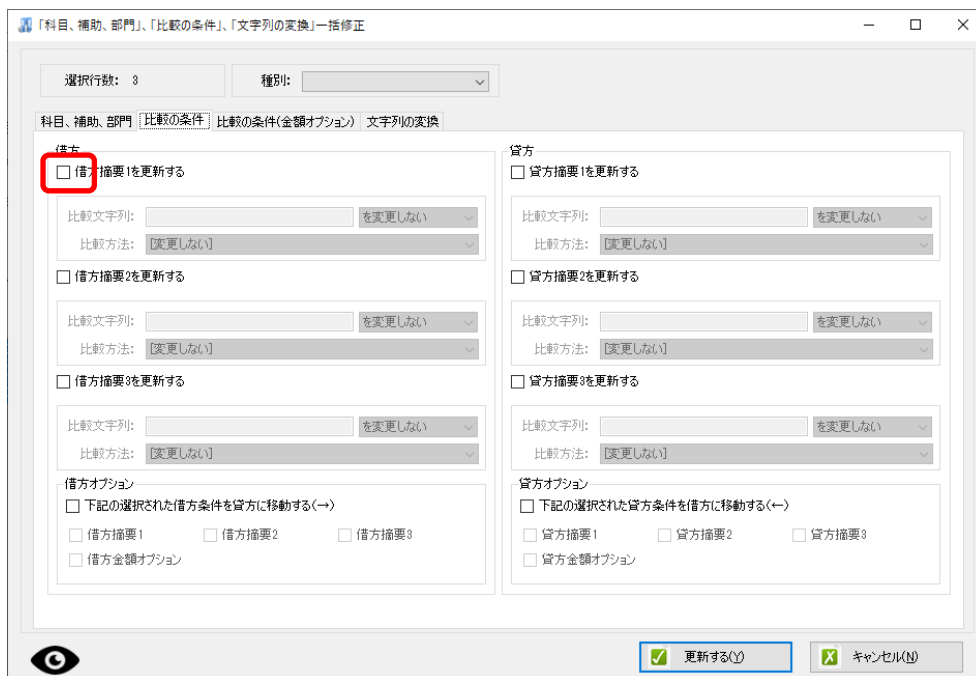 「科目、補助、部門」、「比較の条件」、「文字列の変換」一括修正
選択行数: 3
種別:
科目、補助、部門 比較の条件 比較の条件(金額オプション) 文字列の変換
借方
借方摘要1を更新する
比較文字列: を変更しない
比較方法: [変更しない]
借方摘要2を更新する
比較文字列: を変更しない
比較方法: [変更しない]
借方摘要3を更新する
比較文字列: を変更しない
比較方法: [変更しない]
借方オプション
下記の選択された借方条件を貸方に移動する(→)
借方摘要1 借方摘要2 借方摘要3
借方金額オプション
貸方
貸方摘要1を更新する
比較文字列: を変更しない
比較方法: [変更しない]
貸方摘要2を更新する
比較文字列: を変更しない
比較方法: [変更しない]
貸方摘要3を更新する
比較文字列: を変更しない
比較方法: [変更しない]
貸方オプション
下記の選択された貸方条件を借方に移動する(←)
貸方摘要1 貸方摘要2 貸方摘要3
貸方金額オプション
更新する(Y) キャンセル(N)